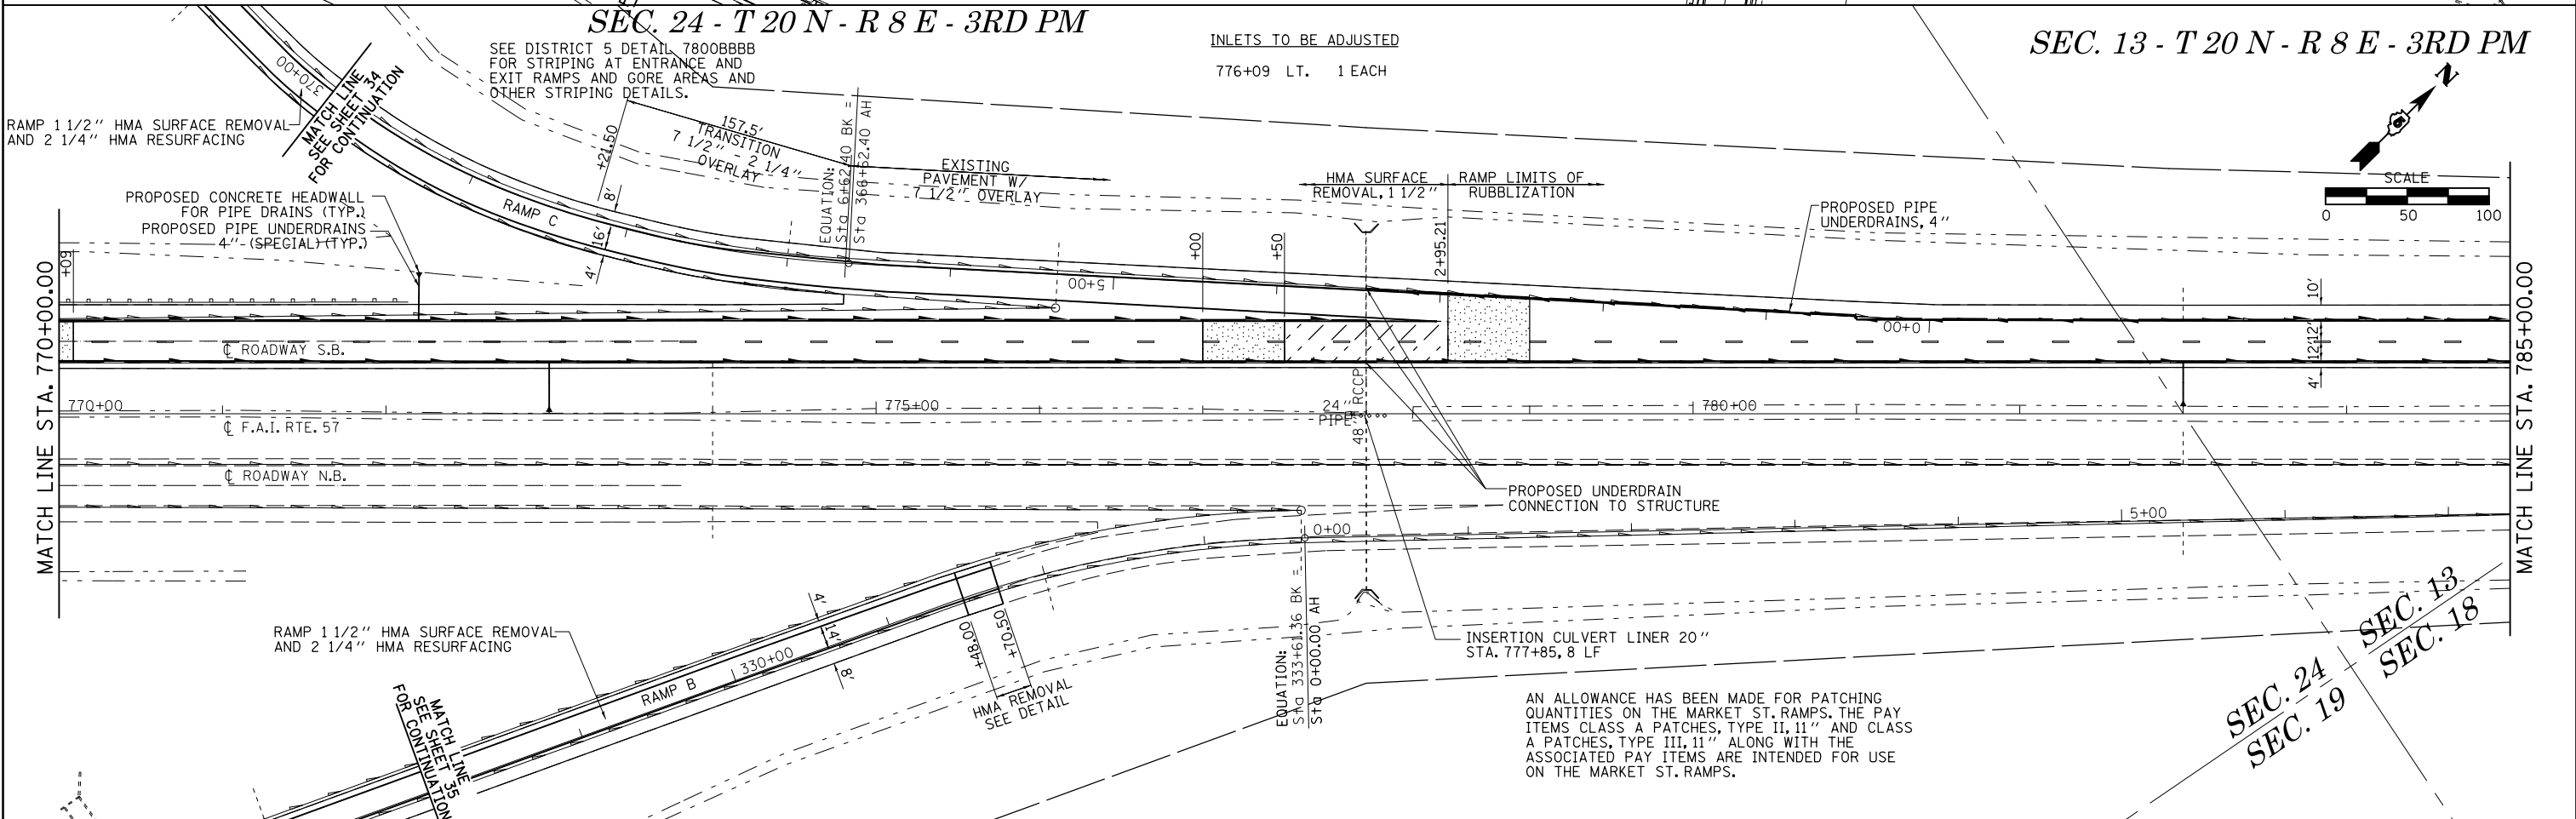 SEC. 24 - T 20 N - R 8 E - 3RD PM
SEC. 13 - T 20 N - R 8 E - 3RD PM
INLETS TO BE ADJUSTED
776+09 LT. 1 EACH
SEE DISTRICT 5 DETAIL 7800BBBB
FOR STRIPING AT ENTRANCE AND
EXIT RAMPS AND GORE AREAS AND
OTHER STRIPING DETAILS.
N
SCALE
0 50 100
370+00
MATCH LINE
SEE SHEET 34
FOR CONTINUATION
RAMP 1 1/2" HMA SURFACE REMOVAL
AND 2 1/4" HMA RESURFACING
+21.50
157.5'
TRANSITION
7 1/2" - 2 1/4"
OVERLAY
EQUATION:
Sta 6+62.40 BK =
Sta 366+62.40 AH
EXISTING
PAVEMENT W/
7 1/2" OVERLAY
HMA SURFACE
REMOVAL, 1 1/2"
RAMP LIMITS OF
RUBBLIZATION
PROPOSED PIPE
UNDERDRAINS, 4"
PROPOSED CONCRETE HEADWALL
FOR PIPE DRAINS (TYP.)
PROPOSED PIPE UNDERDRAINS
4" (SPECIAL) (TYP.)
RAMP C
8'
16'
4'
+09
+00
+50
2+95.21
5+00
0+00
10'
12'
12'
4'
MATCH LINE STA. 770+00.00
MATCH LINE STA. 785+00.00
℄ ROADWAY S.B.
770+00
775+00
780+00
24"
PIPE
48" RCCP
℄ F.A.I. RTE. 57
℄ ROADWAY N.B.
PROPOSED UNDERDRAIN
CONNECTION TO STRUCTURE
0+00
5+00
4'
14'
8'
330+00
RAMP B
RAMP 1 1/2" HMA SURFACE REMOVAL
AND 2 1/4" HMA RESURFACING
+48.00
+70.50
HMA REMOVAL
SEE DETAIL
EQUATION:
Sta 333+61.36 BK =
Sta 0+00.00 AH
INSERTION CULVERT LINER 20"
STA. 777+85, 8 LF
AN ALLOWANCE HAS BEEN MADE FOR PATCHING
QUANTITIES ON THE MARKET ST. RAMPS. THE PAY
ITEMS CLASS A PATCHES, TYPE II, 11" AND CLASS
A PATCHES, TYPE III, 11" ALONG WITH THE
ASSOCIATED PAY ITEMS ARE INTENDED FOR USE
ON THE MARKET ST. RAMPS.
MATCH LINE
SEE SHEET 35
FOR CONTINUATION
SEC. 13
SEC. 18
SEC. 24
SEC. 19